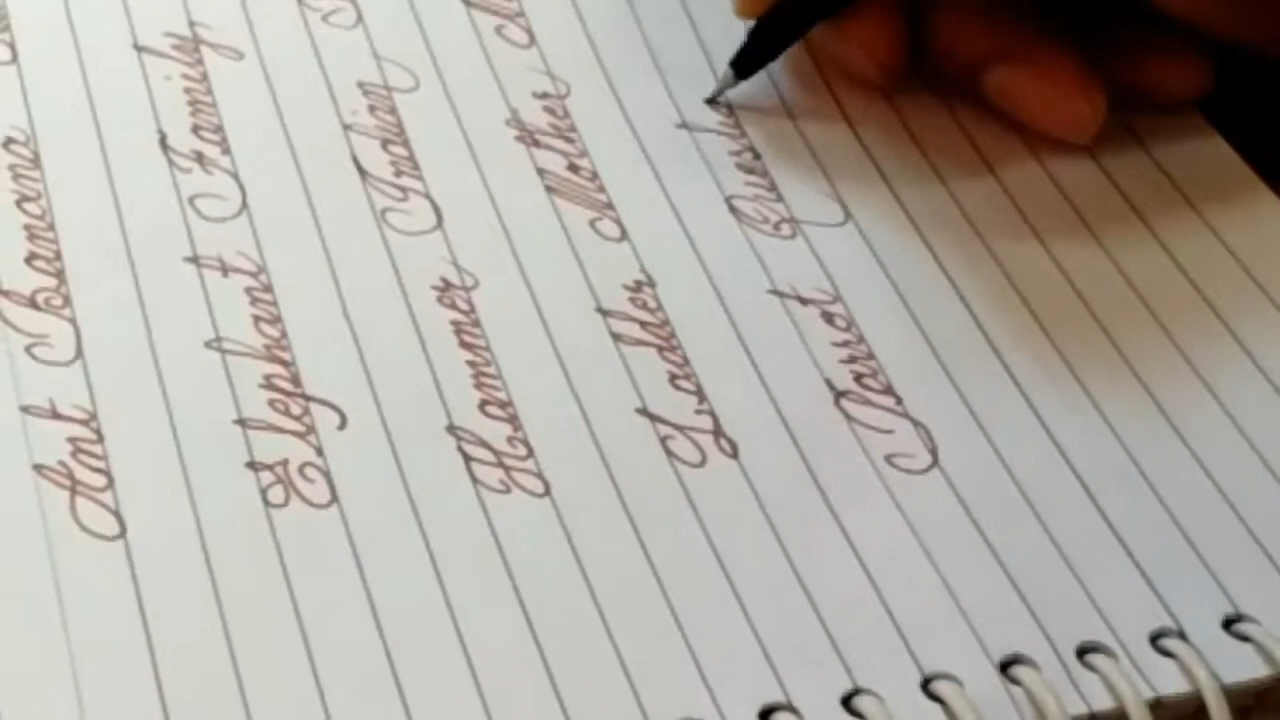 Ant Banana
Elephant Family
Hammer Indian
Ladder Mother
Parrot